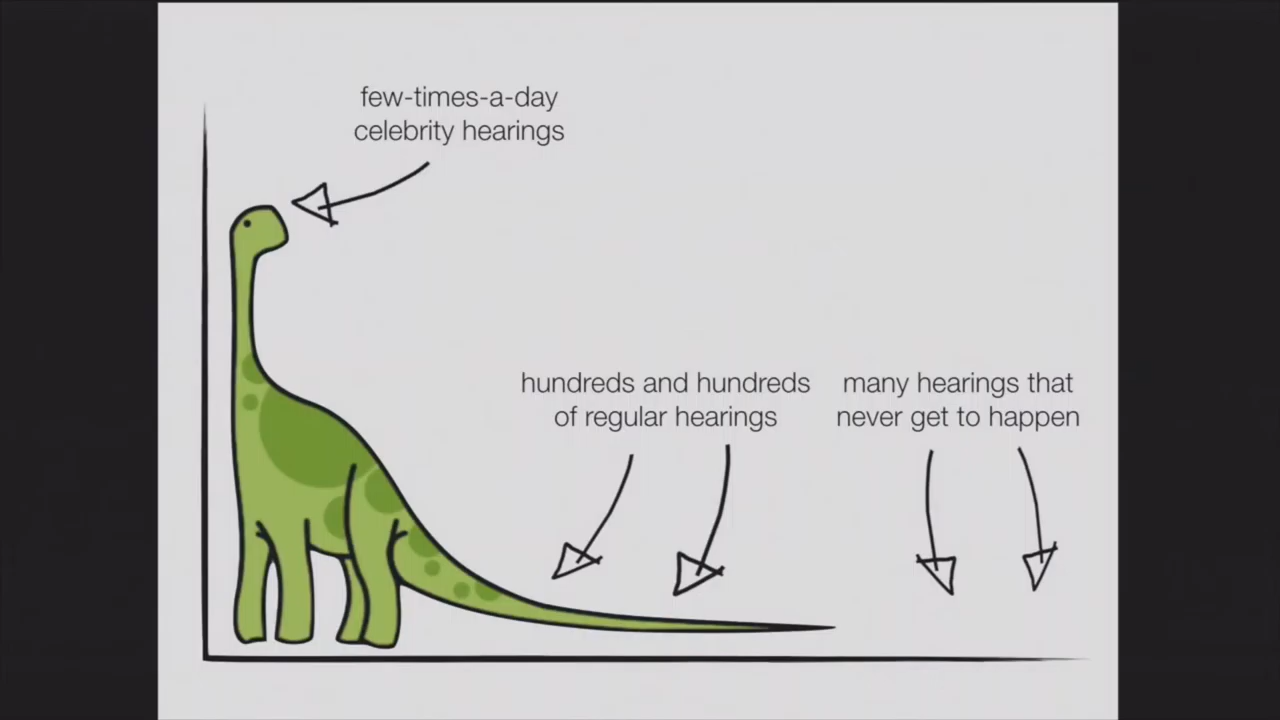 few-times-a-day
celebrity hearings
hundreds and hundreds
of regular hearings
many hearings that
never get to happen